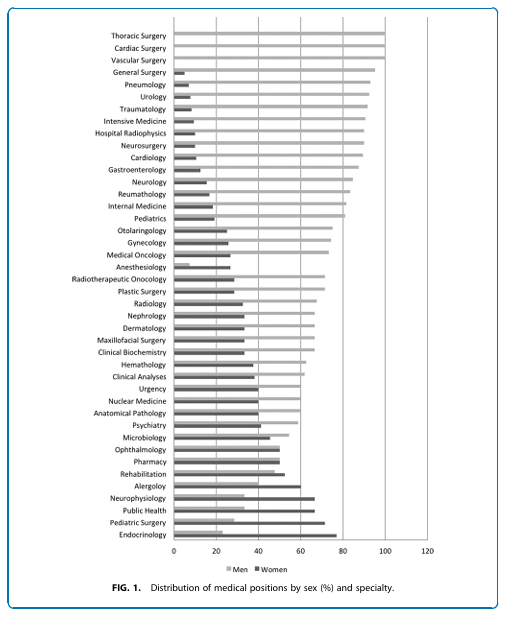 Thoracic Surgery
Cardiac Surgery
Vascular Surgery
General Surgery
Pneumology
Urology
Traumatology
Intensive Medicine
Hospital Radiophysics
Neurosurgery
Cardiology
Gastroenterology
Neurology
Reumathology
Internal Medicine
Pediatrics
Otolaringology
Gynecology
Medical Oncology
Anesthesiology
Radiotherapeutic Onocology
Plastic Surgery
Radiology
Nephrology
Dermatology
Maxillofacial Surgery
Clinical Biochemistry
Hemathology
Clinical Analyses
Urgency
Nuclear Medicine
Anatomical Pathology
Psychiatry
Microbiology
Ophthalmology
Pharmacy
Rehabilitation
Alergoloy
Neurophysiology
Public Health
Pediatric Surgery
Endocrinology
0 20 40 60 80 100 120
Men Women
FIG. 1. Distribution of medical positions by sex (%) and specialty.